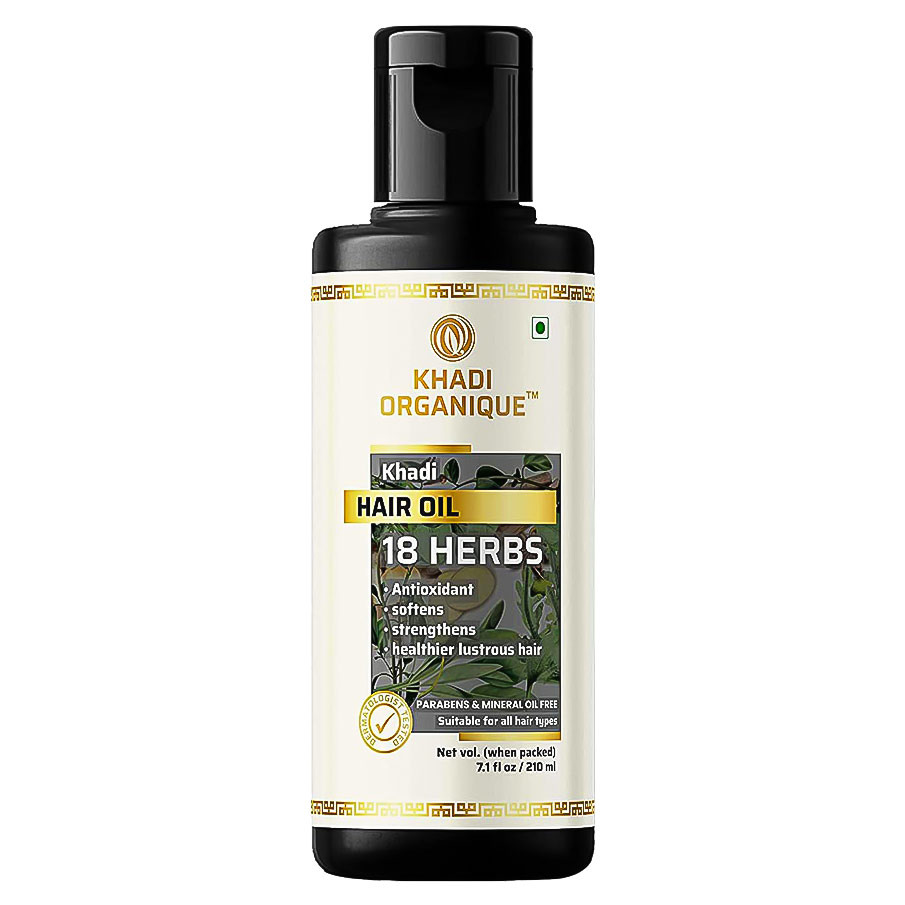 KHADI
ORGANIQUE™
Khadi
HAIR OIL
18 HERBS
• Antioxidant
• softens
• strengthens
• healthier lustrous hair
PARABENS & MINERAL OIL FREE
Suitable for all hair types
DERMATOLOGIST TESTED
Net vol. (when packed)
7.1 fl oz / 210 ml